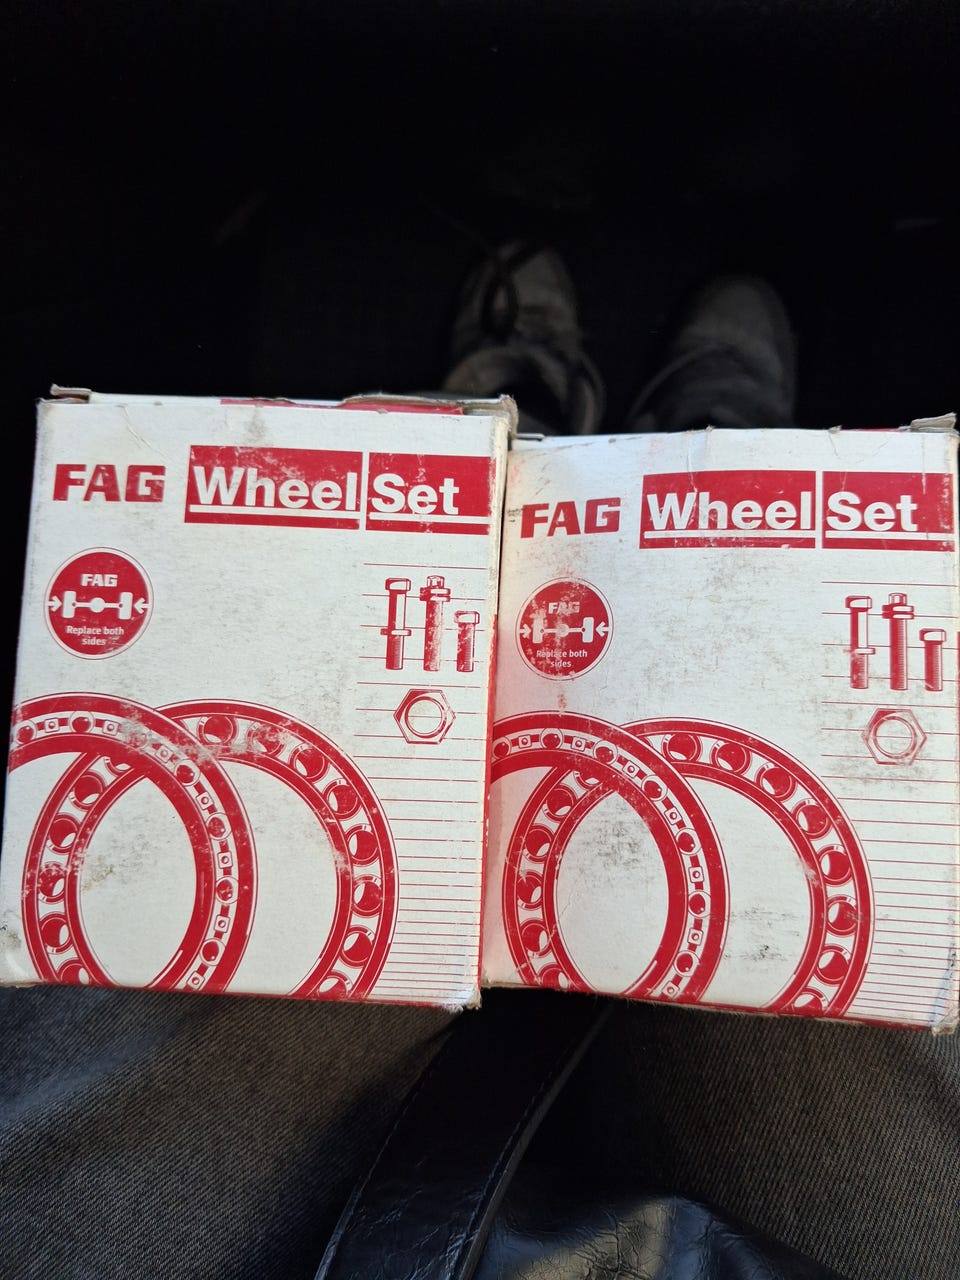 FAG Wheel Set
FAG
Replace both
sides
FAG Wheel Set
FAG
Replace both
sides